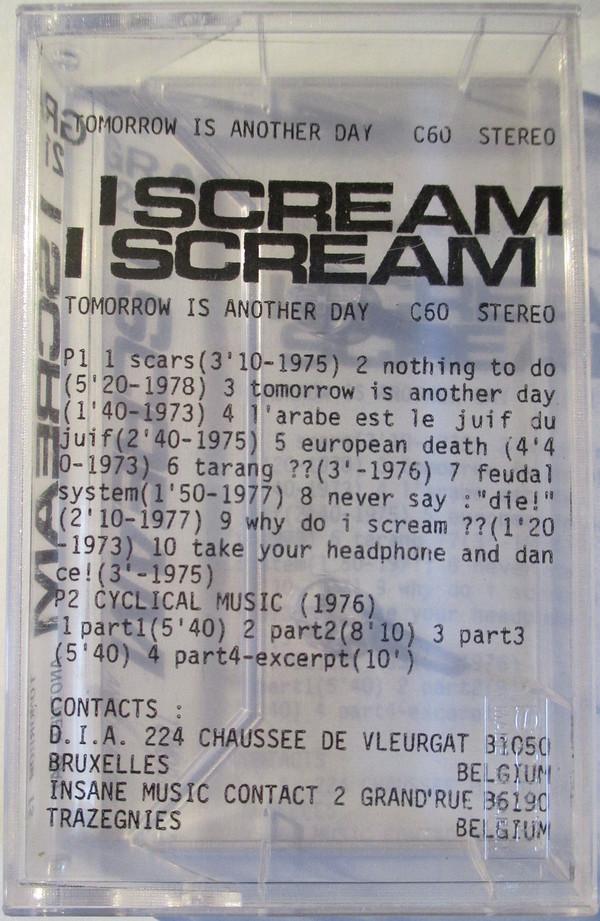 TOMORROW IS ANOTHER DAY C60 STEREO
I SCREAM
I SCREAM
TOMORROW IS ANOTHER DAY C60 STEREO
P1 1 scars(3'10-1975) 2 nothing to do
(5'20-1978) 3 tomorrow is another day
(1'40-1973) 4 l'arabe est le juif du
juif(2'40-1975) 5 european death (4'4
0-1973) 6 tarang ??(3'-1976) 7 feudal
system(1'50-1977) 8 never say :"die!"
(2'10-1977) 9 why do i scream ??(1'20
-1973) 10 take your headphone and dan
ce!(3'-1975)
P2 CYCLICAL MUSIC (1976)
1 part1(5'40) 2 part2(8'10) 3 part3
(5'40) 4 part4-excerpt(10')
CONTACTS :
D.I.A. 224 CHAUSSEE DE VLEURGAT B1050
BRUXELLES BELGIUM
INSANE MUSIC CONTACT 2 GRAND'RUE B6190
TRAZEGNIES BELGIUM
I SCREAM